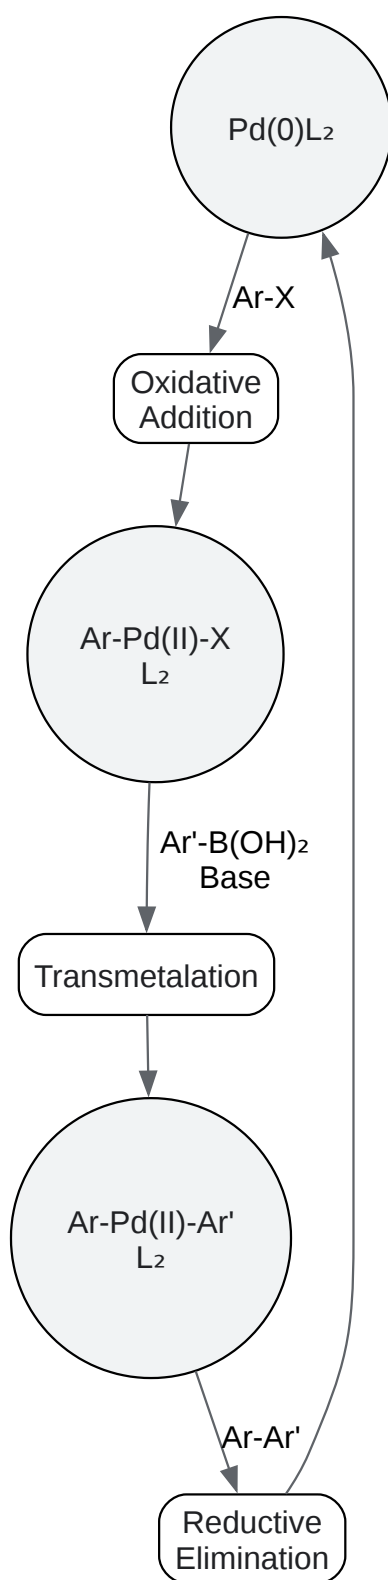 Pd(0)L₂
Ar-X
Oxidative
Addition
Ar-Pd(II)-X
L₂
Ar'-B(OH)₂
Base
Transmetalation
Ar-Pd(II)-Ar'
L₂
Ar-Ar'
Reductive
Elimination